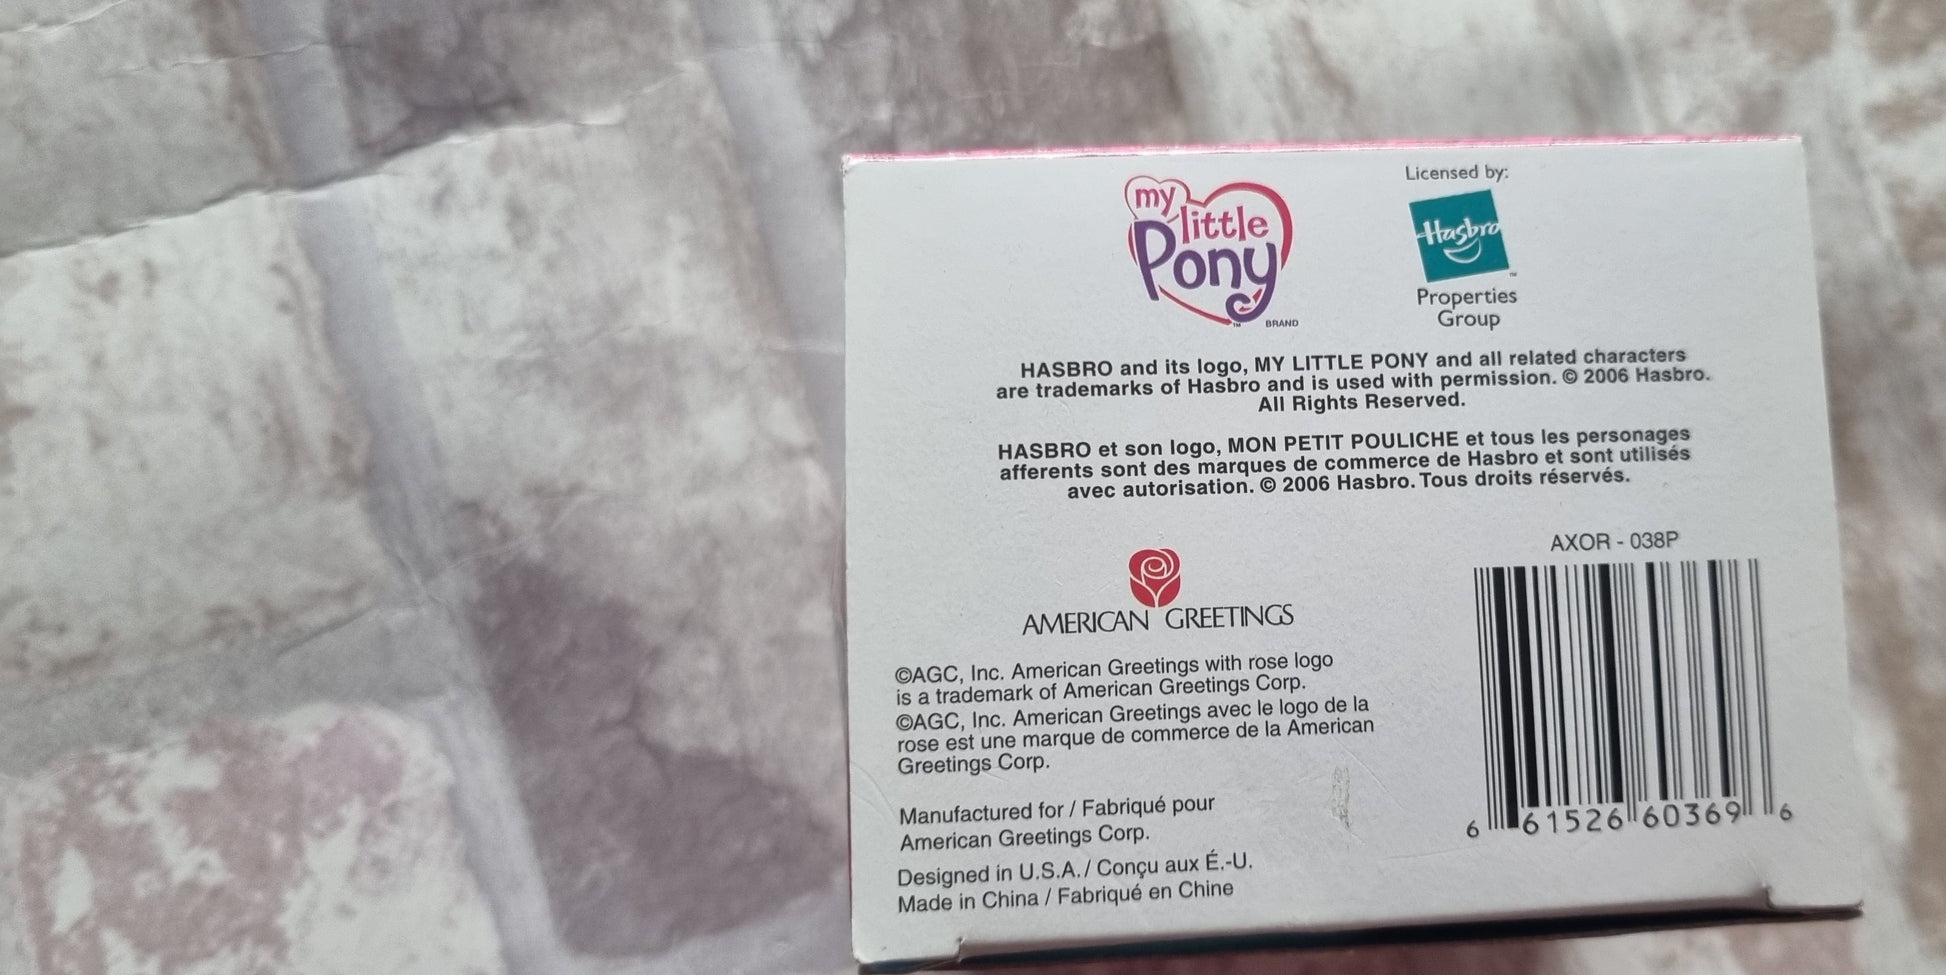 my
little
Pony
™ BRAND
Licensed by:
Hasbro
™
Properties
Group
HASBRO and its logo, MY LITTLE PONY and all related characters
are trademarks of Hasbro and is used with permission. © 2006 Hasbro.
All Rights Reserved.
HASBRO et son logo, MON PETIT POULICHE et tous les personages
afferents sont des marques de commerce de Hasbro et sont utilisés
avec autorisation. © 2006 Hasbro. Tous droits réservés.
AMERICAN GREETINGS
©AGC, Inc. American Greetings with rose logo
is a trademark of American Greetings Corp.
©AGC, Inc. American Greetings avec le logo de la
rose est une marque de commerce de la American
Greetings Corp.
Manufactured for / Fabriqué pour
American Greetings Corp.
Designed in U.S.A. / Conçu aux É.-U.
Made in China / Fabriqué en Chine
AXOR - 038P
6 61526 60369 6